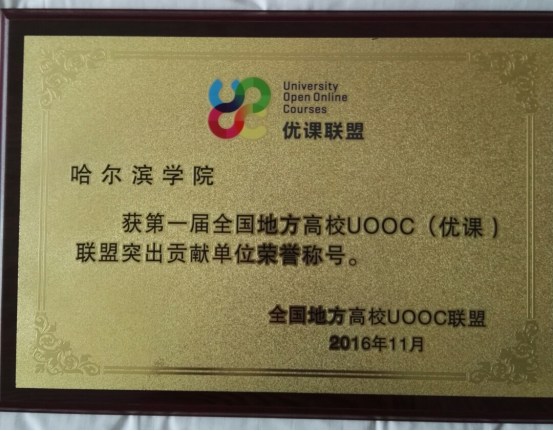 University
Open Online
Courses
优课联盟
哈尔滨学院
获第一届全国地方高校UOOC（优课）
联盟突出贡献单位荣誉称号。
全国地方高校UOOC联盟
2016年11月